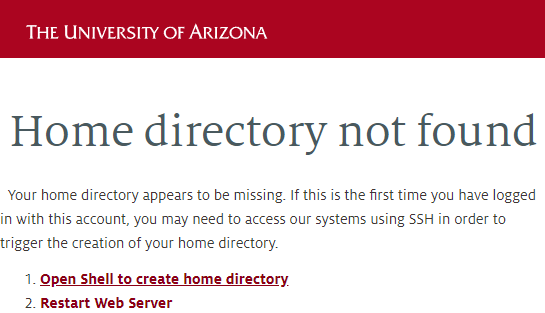 THE UNIVERSITY OF ARIZONA
Home directory not found
Your home directory appears to be missing. If this is the first time you have logged
in with this account, you may need to access our systems using SSH in order to
trigger the creation of your home directory.
1. Open Shell to create home directory
2. Restart Web Server